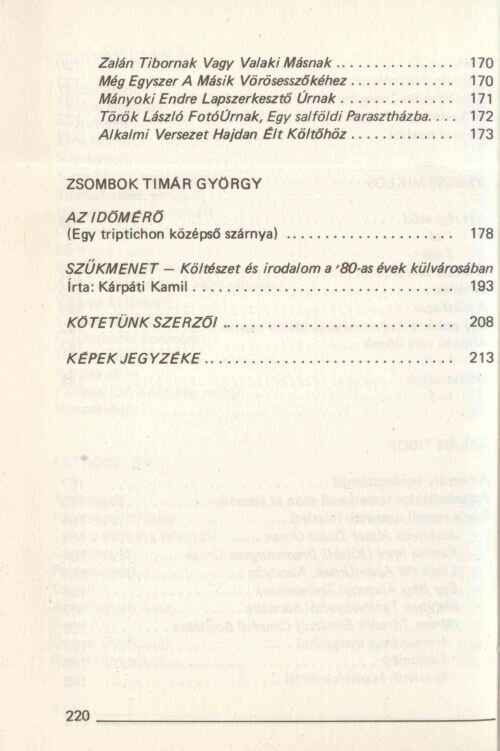 Zalán Tibornak Vagy Valaki Másnak ............... 170
Még Egyszer A Másik Vörösesszőkéhez ............. 170
Mányoki Endre Lapszerkesztő Úrnak ............... 171
Török László FotóÚrnak, Egy salföldi Parasztházba.... 172
Alkalmi Versezet Hajdan Élt Költőhöz ............. 173
ZSOMBOK TIMÁR GYÖRGY
AZ IDŐMÉRŐ
(Egy triptichon középső szárnya) ..................... 178
SZŰKMENET — Költészet és irodalom a '80-as évek külvárosában
Írta: Kárpáti Kamil ................................. 193
KÖTETÜNK SZERZŐI ............................. 208
KÉPEK JEGYZÉKE ................................ 213
220